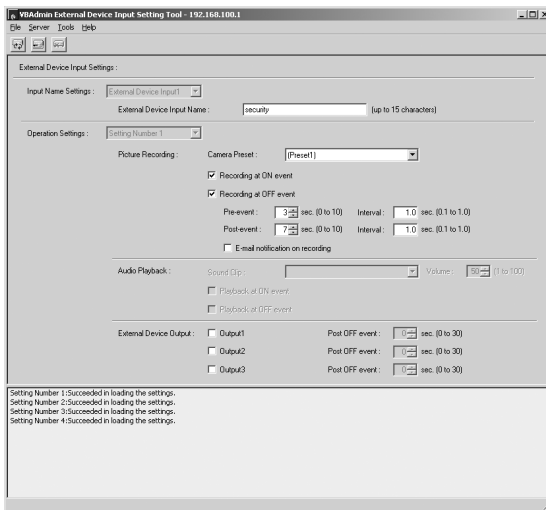 VBAdmin External Device Input Setting Tool - 192.168.100.1
File Server Tools Help
External Device Input Settings :
Input Name Settings : External Device Input1
External Device Input Name : security (up to 15 characters)
Operation Settings : Setting Number 1
Picture Recording : Camera Preset : (Preset1)
Recording at ON event
Recording at OFF event
Pre-event : 3 sec. (0 to 10) Interval : 1.0 sec. (0.1 to 1.0)
Post-event : 7 sec. (0 to 10) Interval : 1.0 sec. (0.1 to 1.0)
E-mail notification on recording
Audio Playback : Sound Clip : Volume : 50 (1 to 100)
Playback at ON event
Playback at OFF event
External Device Output : Output1 Post OFF event : 0 sec. (0 to 30)
Output2 Post OFF event : 0 sec. (0 to 30)
Output3 Post OFF event : 0 sec. (0 to 30)
Setting Number 1:Succeeded in loading the settings.
Setting Number 2:Succeeded in loading the settings.
Setting Number 3:Succeeded in loading the settings.
Setting Number 4:Succeeded in loading the settings.